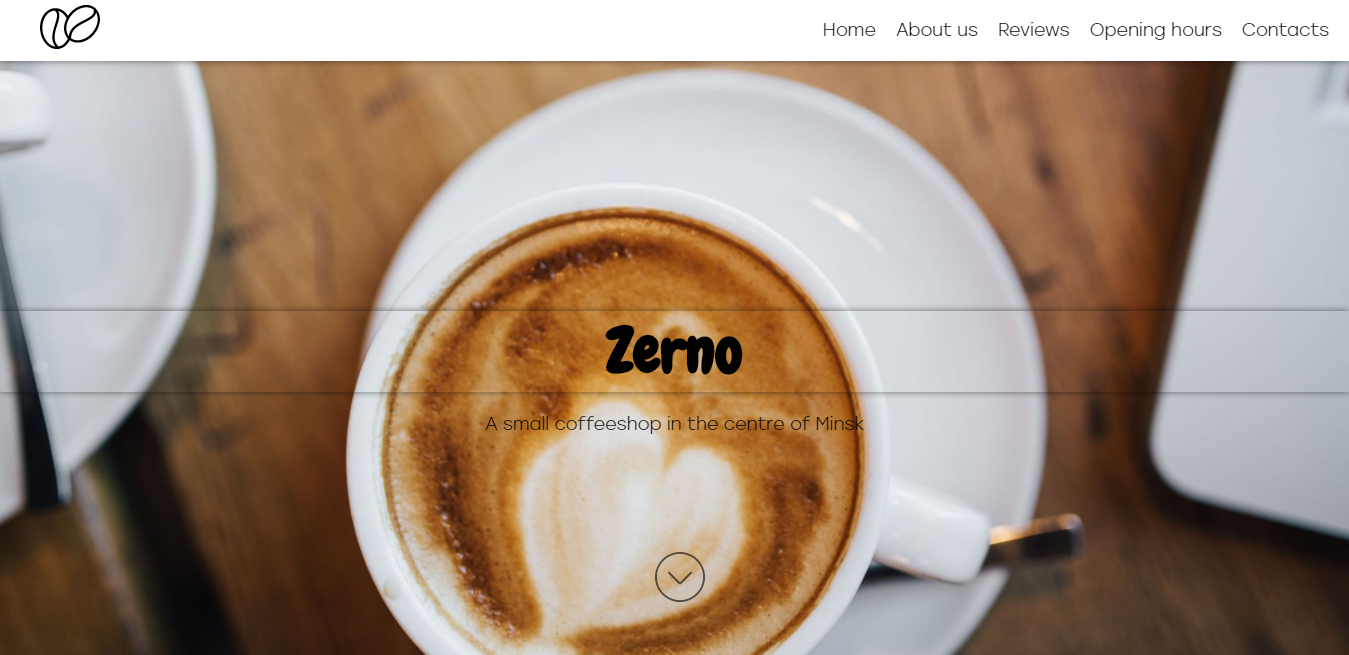 Home About us Reviews Opening hours Contacts
Zerno
A small coffeeshop in the centre of Minsk